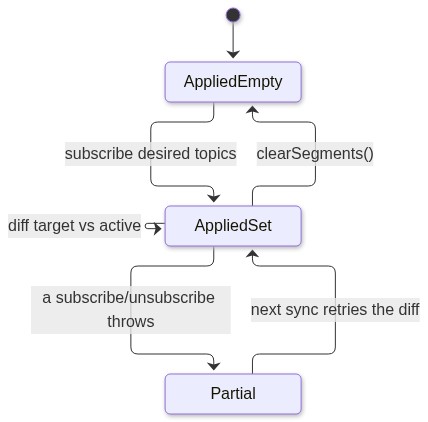 AppliedEmpty
subscribe desired topics
clearSegments()
diff target vs active
AppliedSet
a subscribe/unsubscribe
throws
next sync retries the diff
Partial